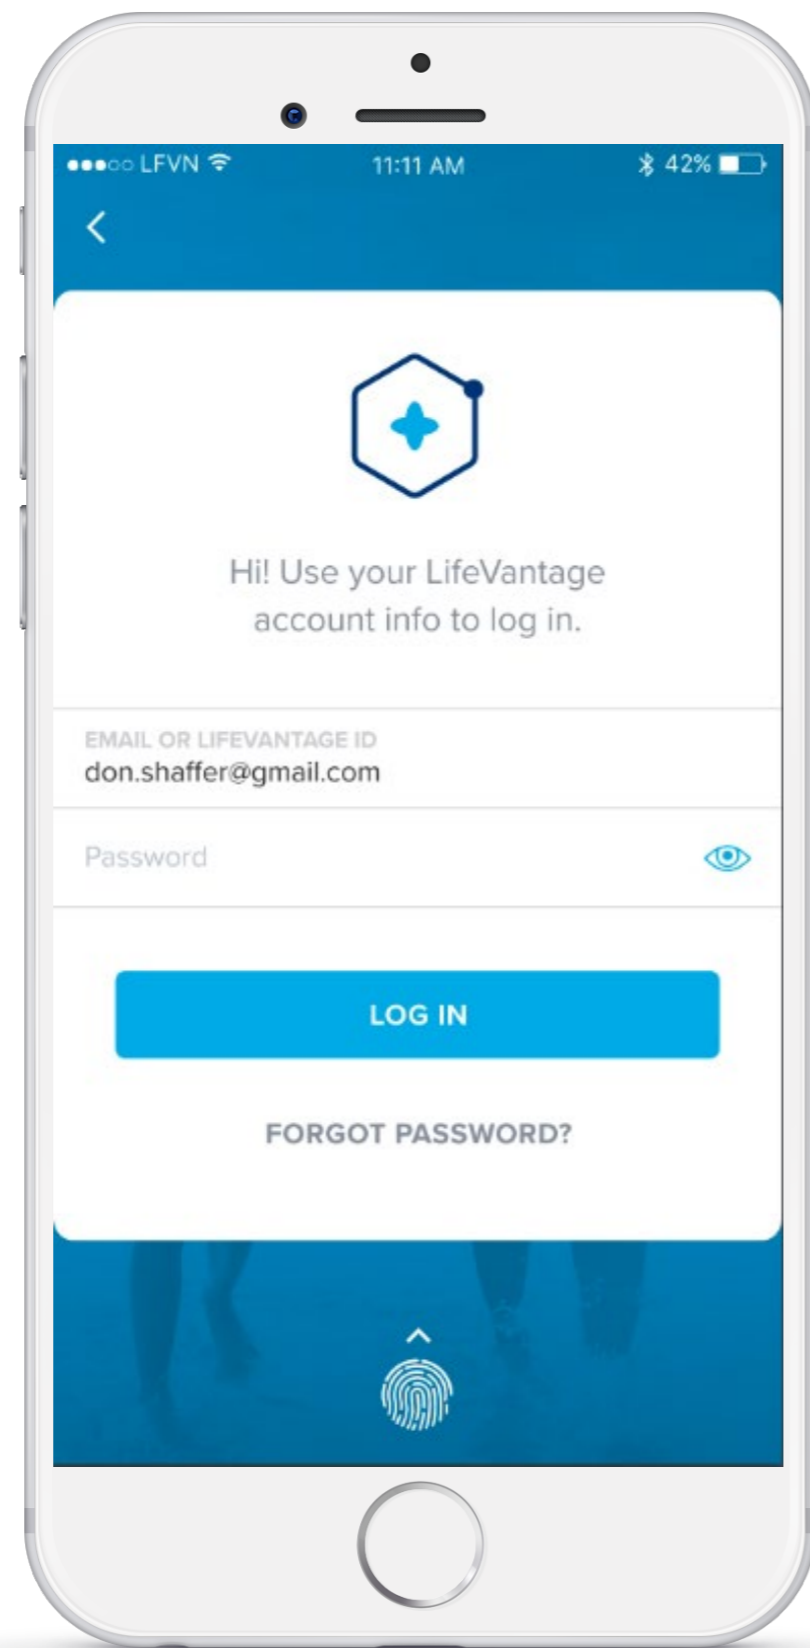 LFVN 11:11 AM 42%
Hi! Use your LifeVantage
account info to log in.
EMAIL OR LIFEVANTAGE ID
don.shaffer@gmail.com
Password
LOG IN
FORGOT PASSWORD?